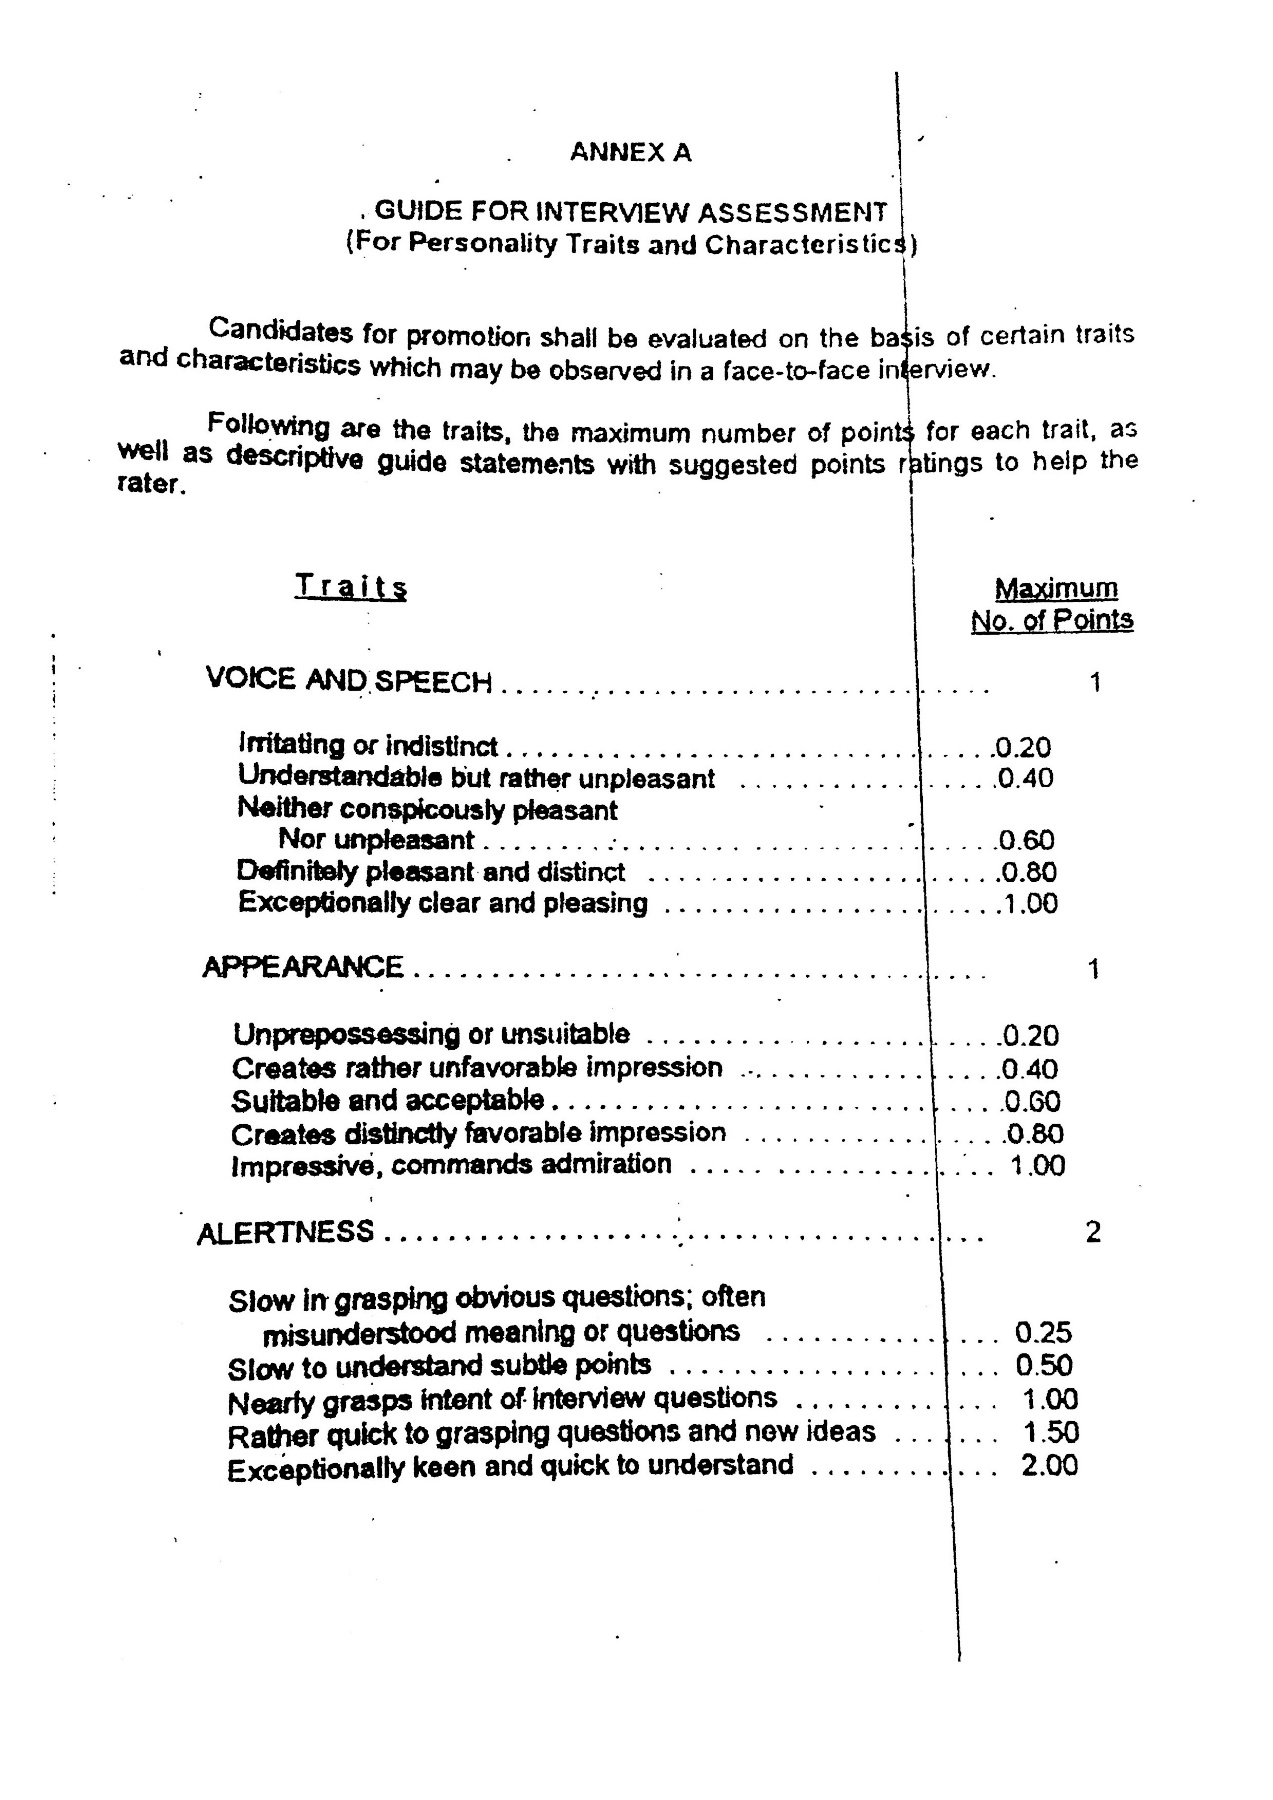 ANNEX A
GUIDE FOR INTERVIEW ASSESSMENT
(For Personality Traits and Characteristics)
Candidates for promotion shall be evaluated on the basis of certain traits
and characteristics which may be observed in a face-to-face interview.
Following are the traits, the maximum number of points for each trait, as
well as descriptive guide statements with suggested points ratings to help the
rater.
Traits Maximum
No. of Points
VOICE AND SPEECH 1
Irritating or indistinct 0.20
Understandable but rather unpleasant 0.40
Neither conspicously pleasant
Nor unpleasant 0.60
Definitely pleasant and distinct 0.80
Exceptionally clear and pleasing 1.00
APPEARANCE 1
Unprepossessing or unsuitable 0.20
Creates rather unfavorable impression 0.40
Suitable and acceptable 0.60
Creates distinctly favorable impression 0.80
Impressive, commands admiration 1.00
ALERTNESS 2
Slow in grasping obvious questions; often
misunderstood meaning or questions 0.25
Slow to understand subtle points 0.50
Nearly grasps intent of interview questions 1.00
Rather quick to grasping questions and new ideas 1.50
Exceptionally keen and quick to understand 2.00